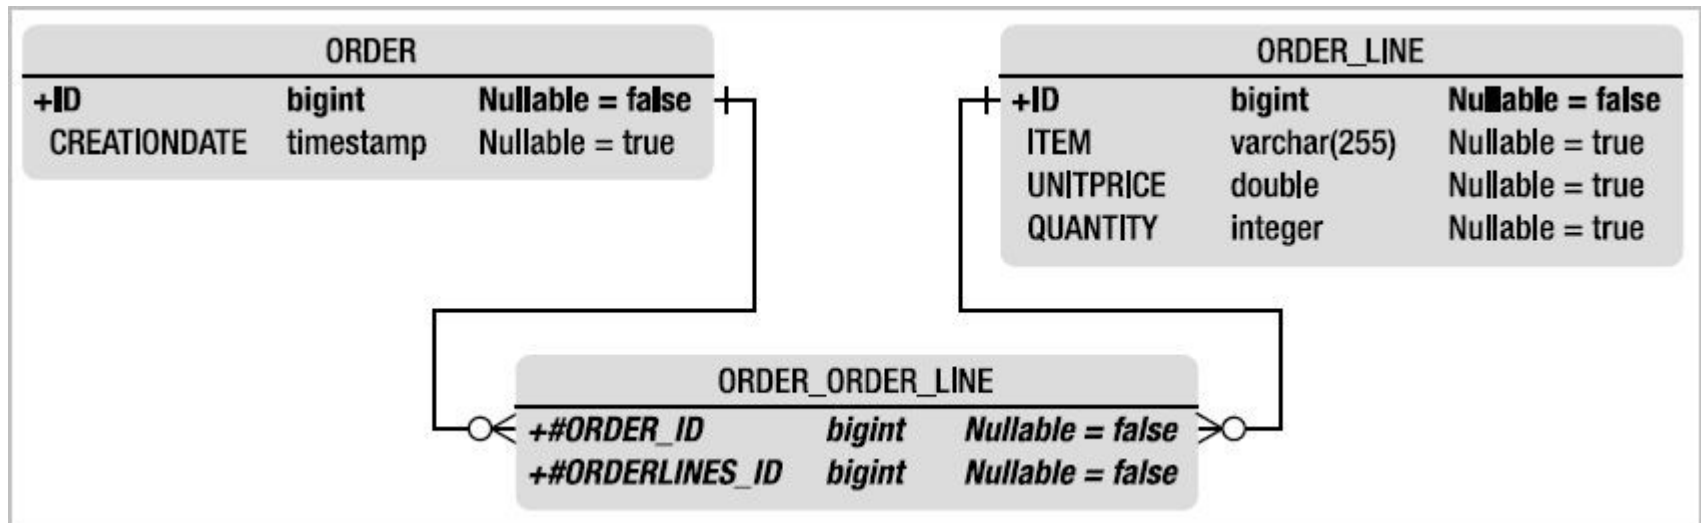 ORDER
+ID bigint Nullable = false
CREATIONDATE timestamp Nullable = true
ORDER_LINE
+ID bigint Nullable = false
ITEM varchar(255) Nullable = true
UNITPRICE double Nullable = true
QUANTITY integer Nullable = true
ORDER_ORDER_LINE
+#ORDER_ID bigint Nullable = false
+#ORDERLINES_ID bigint Nullable = false